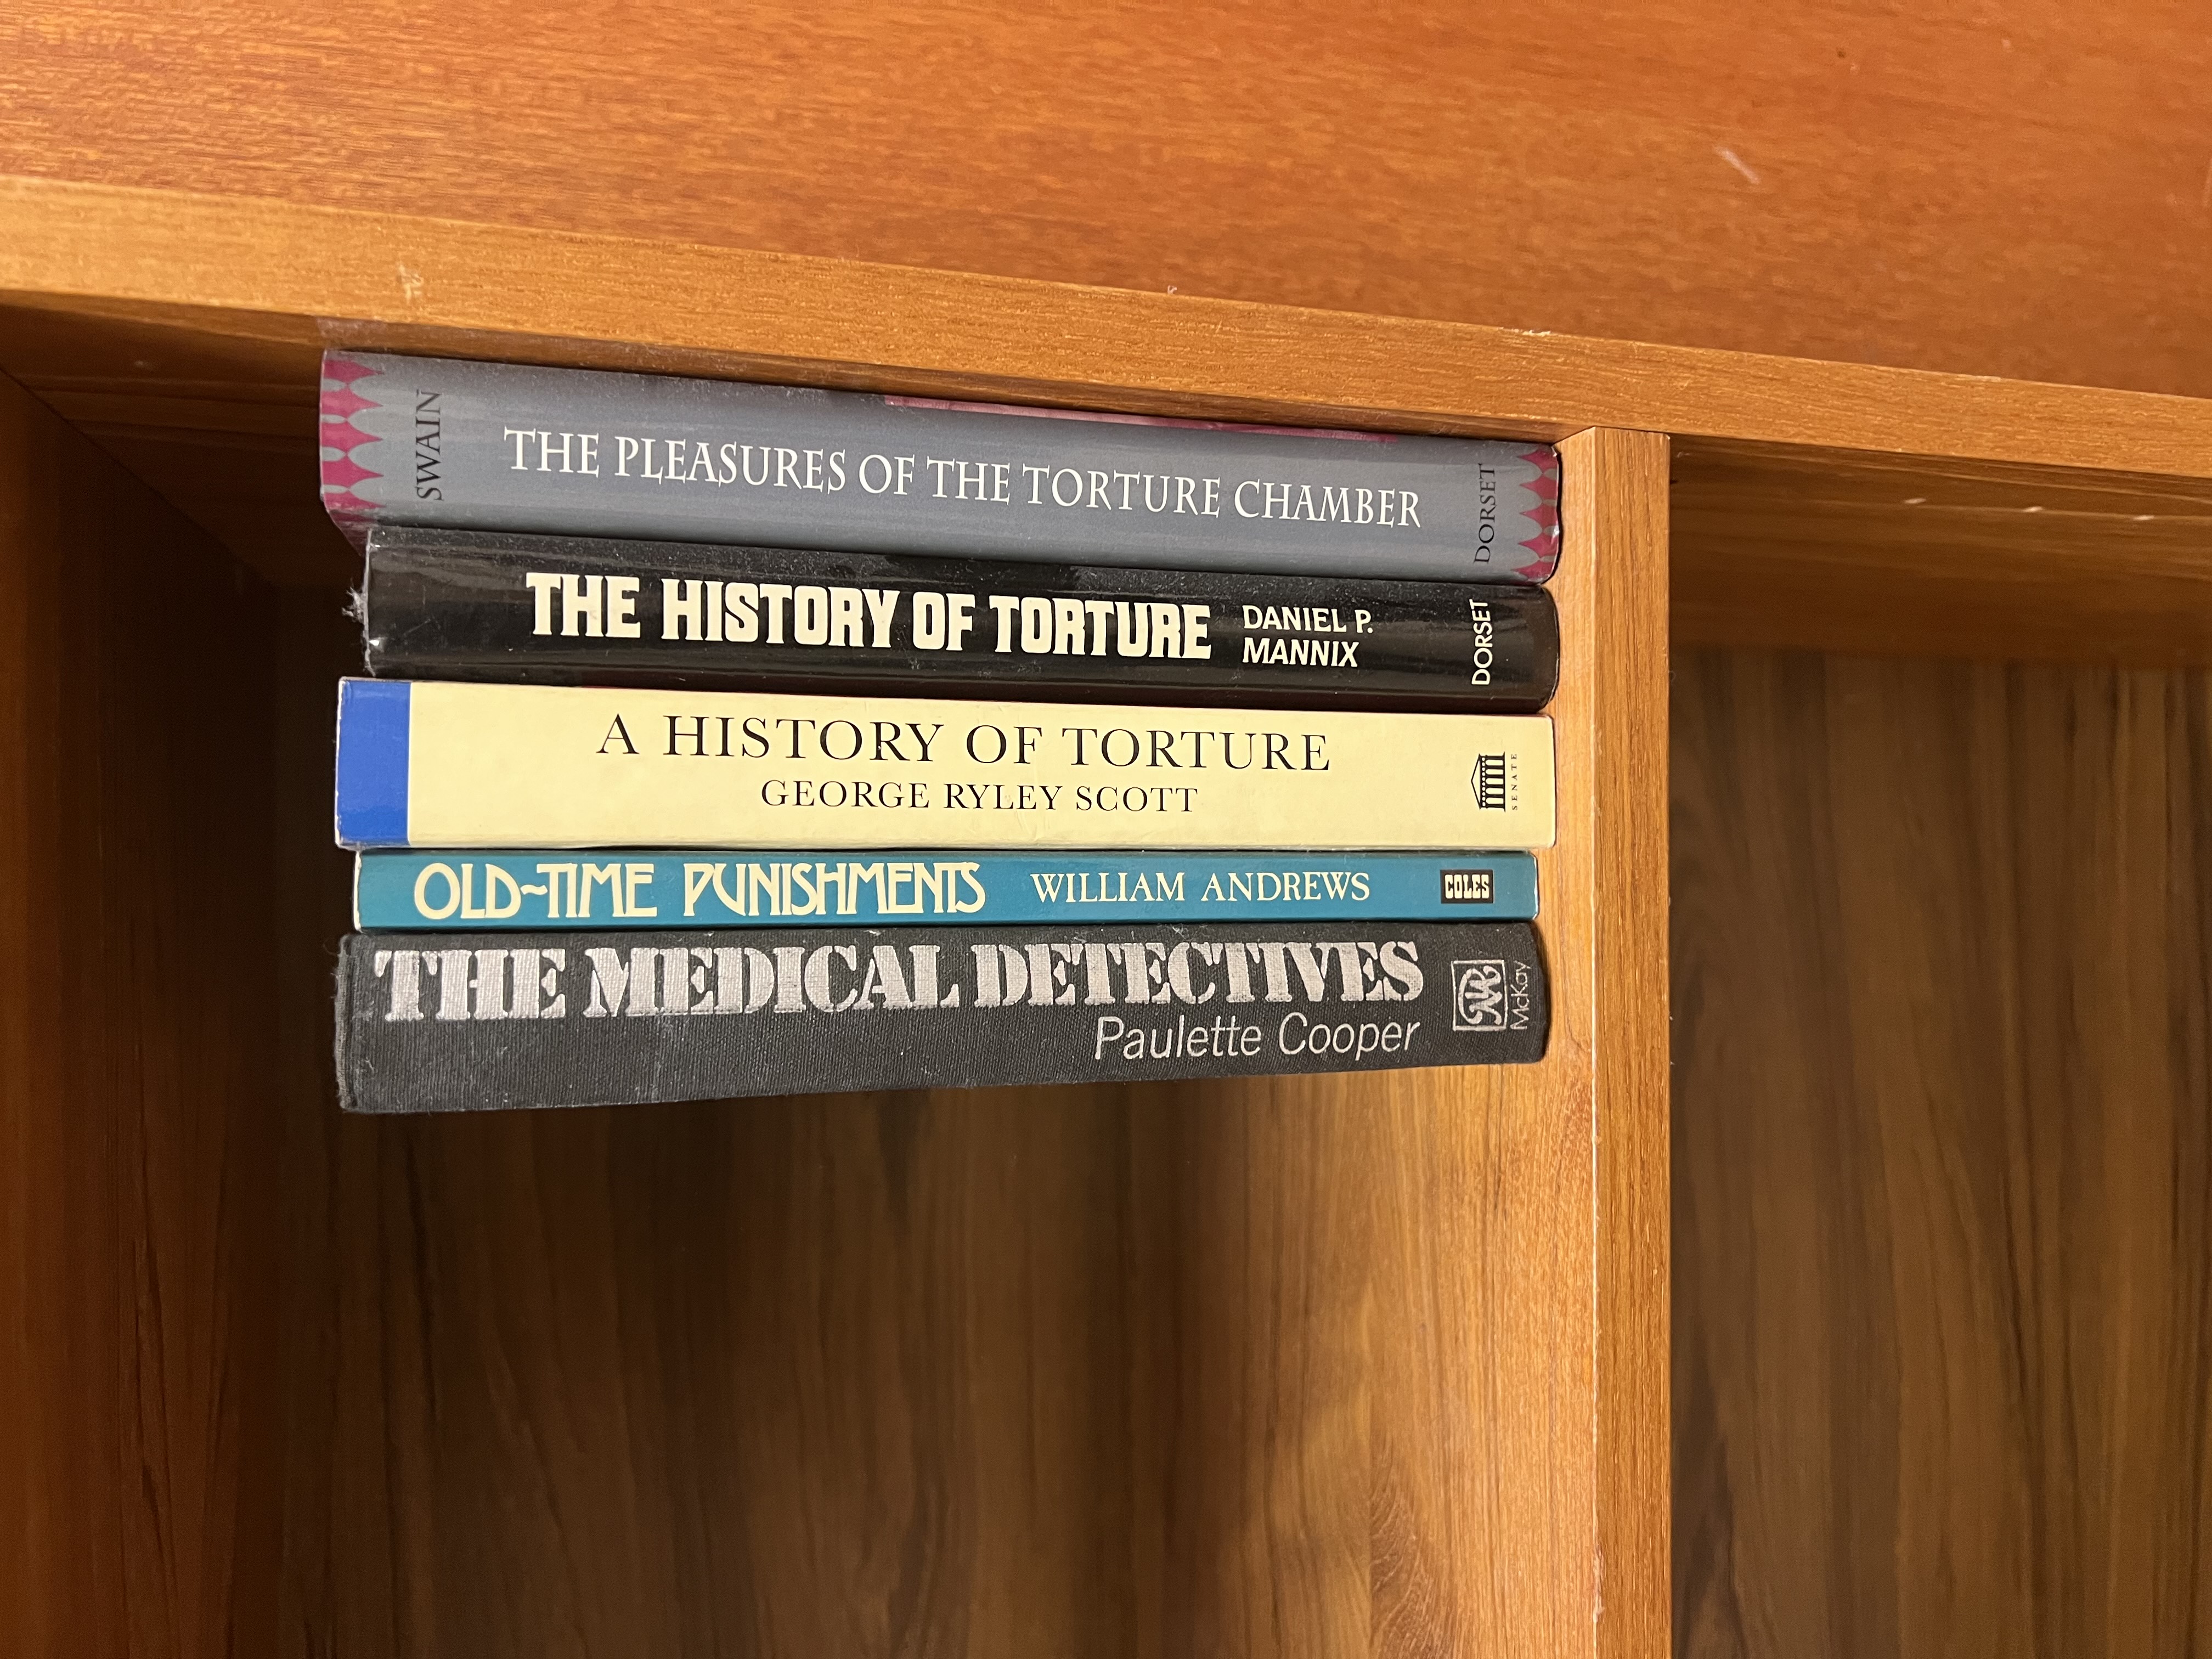 THE MEDICAL DETECTIVES
Paulette Cooper
McKay
OLD-TIME PUNISHMENTS WILLIAM ANDREWS
COLES
A HISTORY OF TORTURE
GEORGE RYLEY SCOTT
SENATE
THE HISTORY OF TORTURE
DANIEL P.
MANNIX
DORSET
SWAIN
THE PLEASURES OF THE TORTURE CHAMBER
DORSET